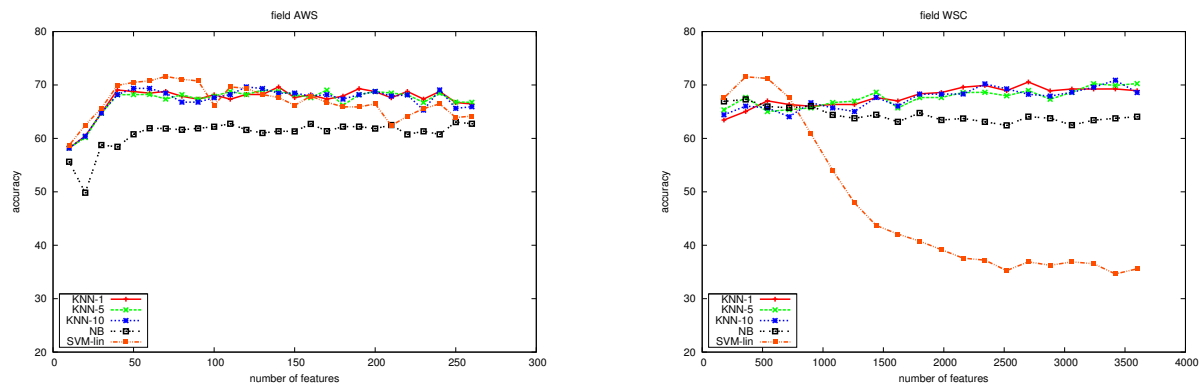 field AWS
accuracy
80
70
60
50
40
30
20
KNN-1
KNN-5
KNN-10
NB
SVM-lin
0 50 100 150 200 250 300
number of features
field WSC
accuracy
80
70
60
50
40
30
20
KNN-1
KNN-5
KNN-10
NB
SVM-lin
0 500 1000 1500 2000 2500 3000 3500 4000
number of features